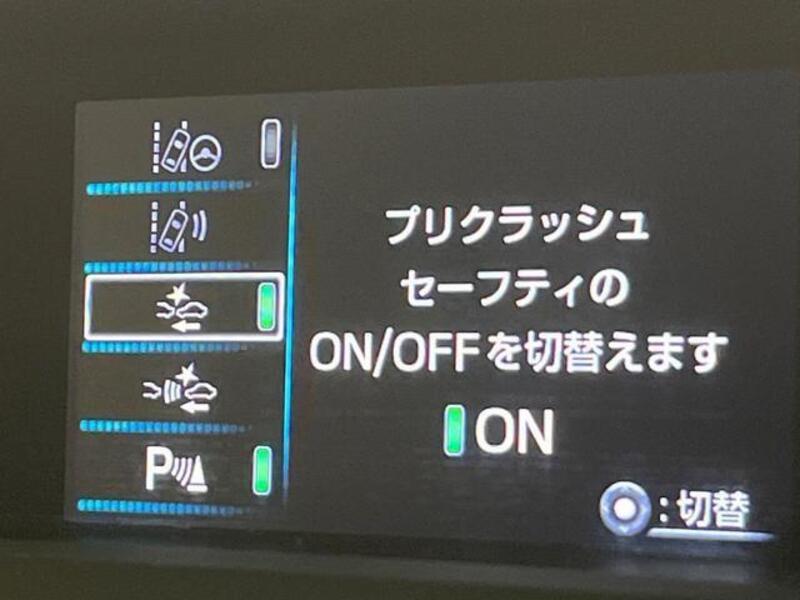 プリクラッシュ
セーフティの
ON/OFFを切替えます
ON
P
:切替